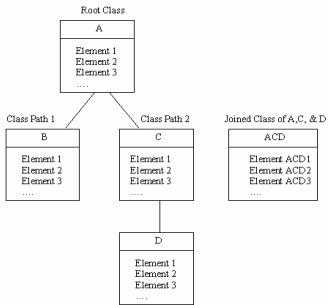 Root Class
A
Element 1
Element 2
Element 3
....
Class Path 1
Class Path 2
Joined Class of A,C, & D
B
Element 1
Element 2
Element 3
....
C
Element 1
Element 2
Element 3
....
ACD
Element ACD1
Element ACD2
Element ACD3
....
D
Element 1
Element 2
Element 3
....